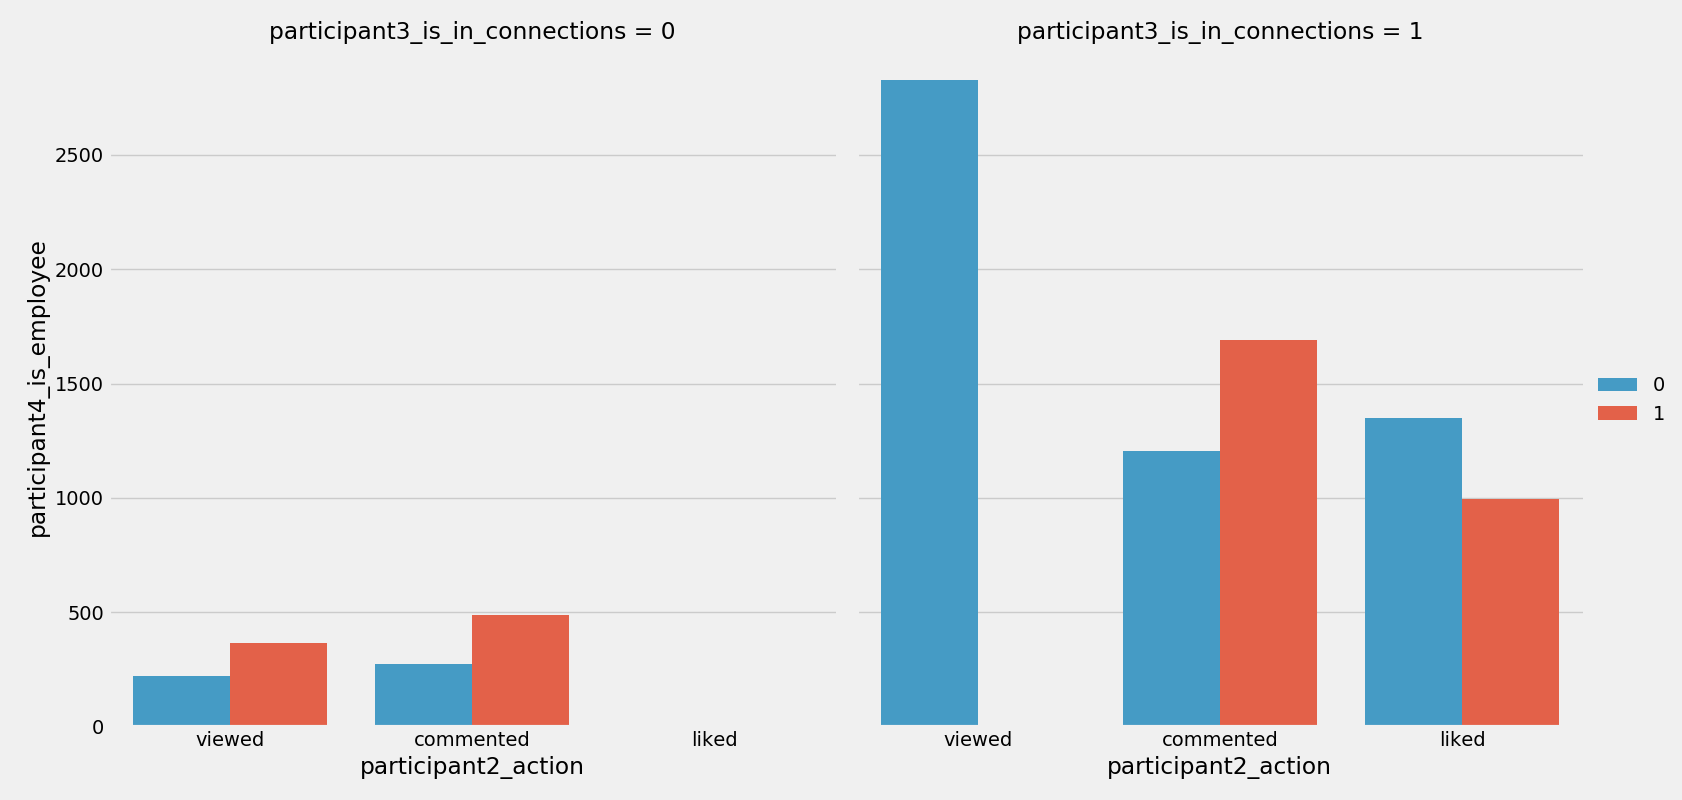 participant3_is_in_connections = 0
participant3_is_in_connections = 1
participant4_is_employee
2500
2000
1500
1000
500
0
viewed
commented
liked
participant2_action
viewed
commented
liked
participant2_action
0
1